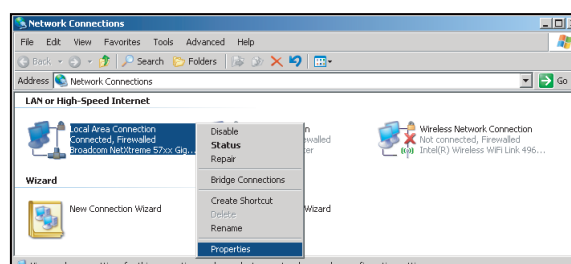 Network Connections
File Edit View Favorites Tools Advanced Help
Back Search Folders
Address Network Connections Go
LAN or High-Speed Internet
Local Area Connection
Connected, Firewalled
Broadcom NetXtreme 57xx Gig...
Disable
Status
Repair
Bridge Connections
Create Shortcut
Delete
Rename
Properties
n
ewalled
er
Wireless Network Connection
Not connected, Firewalled
Intel(R) Wireless WiFi Link 496...
Wizard
New Connection Wizard
Wizard